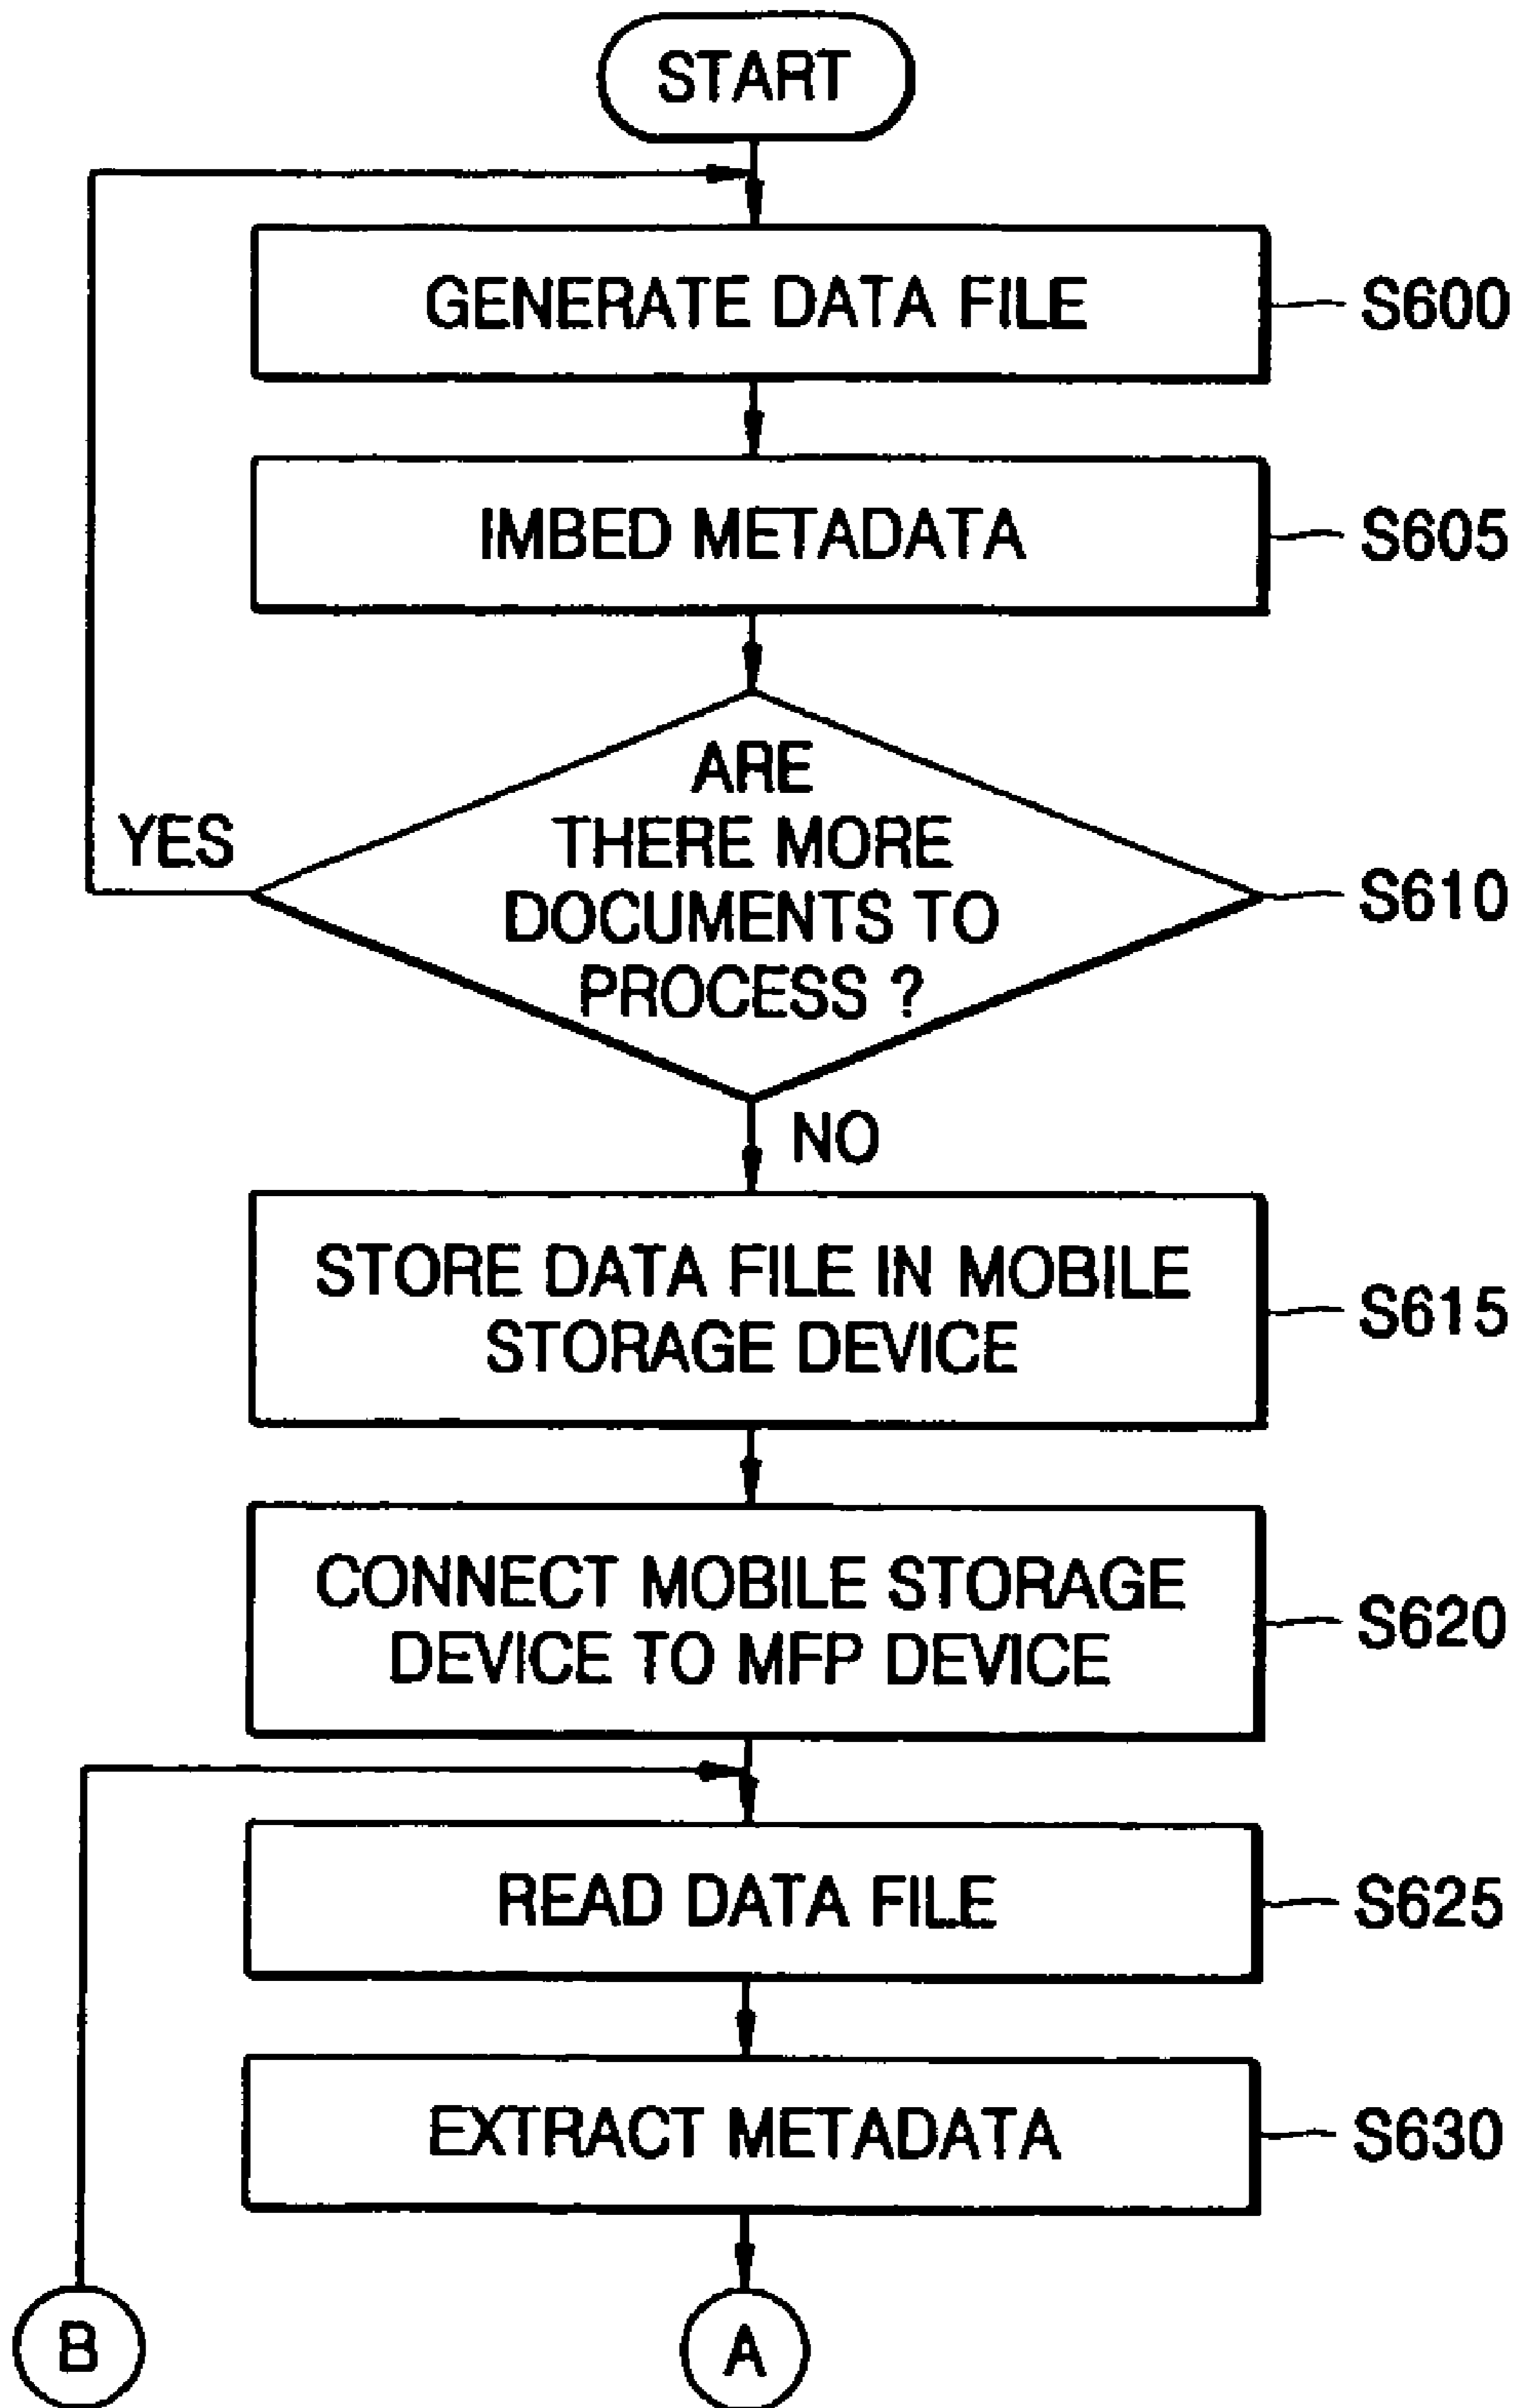 START
GENERATE DATA FILE
S600
IMBED METADATA
S605
ARE
THERE MORE
DOCUMENTS TO
PROCESS ?
S610
YES
NO
STORE DATA FILE IN MOBILE
STORAGE DEVICE
S615
CONNECT MOBILE STORAGE
DEVICE TO MFP DEVICE
S620
READ DATA FILE
S625
EXTRACT METADATA
S630
B
A